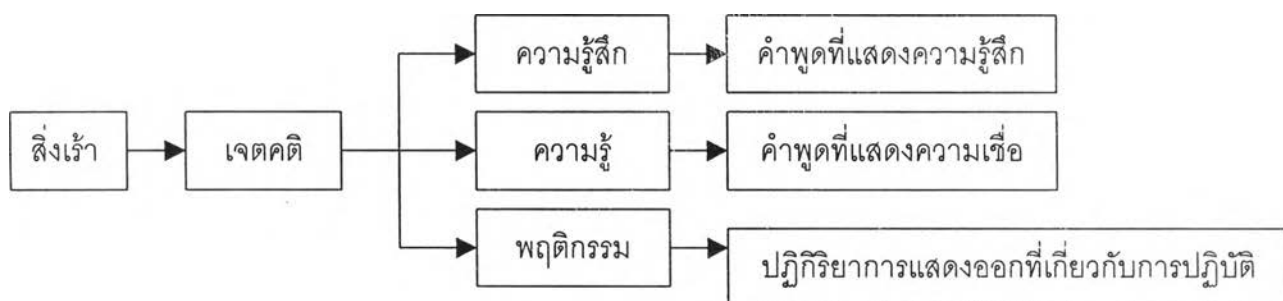 ความรู้สึก
คำพูดที่แสดงความรู้สึก
สิ่งเร้า
เจตคติ
ความรู้
คำพูดที่แสดงความเชื่อ
พฤติกรรม
ปฏิกิริยาการแสดงออกที่เกี่ยวกับการปฏิบัติ